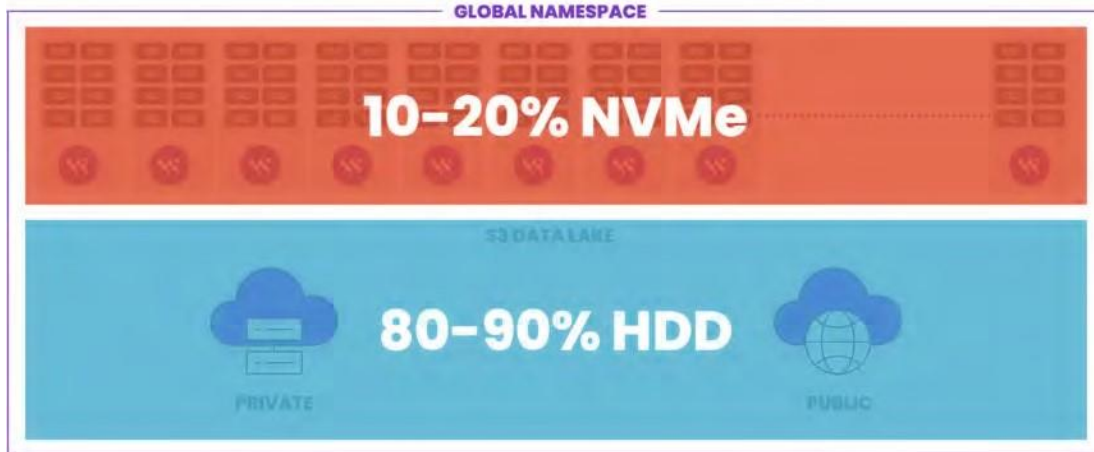 GLOBAL NAMESPACE
10-20% NVMe
S3 DATA LAKE
80-90% HDD
PRIVATE
PUBLIC